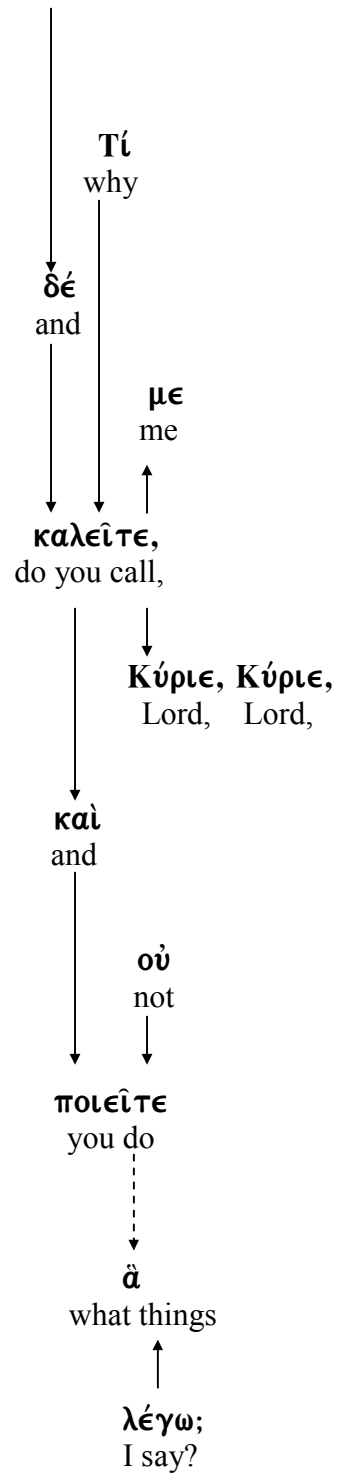 Τί
why
δέ
and
με
me
καλεῖτε,
do you call,
Κύριε, Κύριε,
Lord, Lord,
καὶ
and
οὐ
not
ποιεῖτε
you do
ἃ
what things
λέγω;
I say?